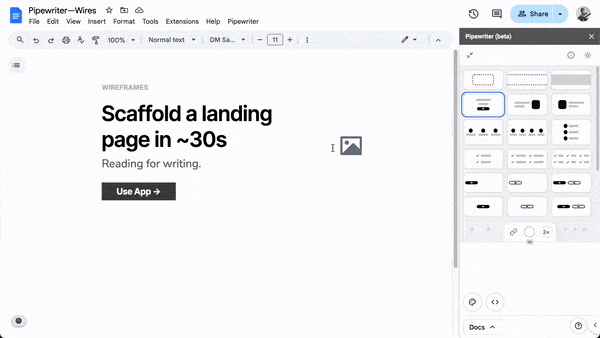 Pipewriter—Wires
File Edit View Insert Format Tools Extensions Help Pipewriter
Share
100% Normal text DM Sa... 11
Pipewriter (beta)
WIREFRAMES
Scaffold a landing
page in ~30s
Reading for writing.
Use App →
3×
Docs